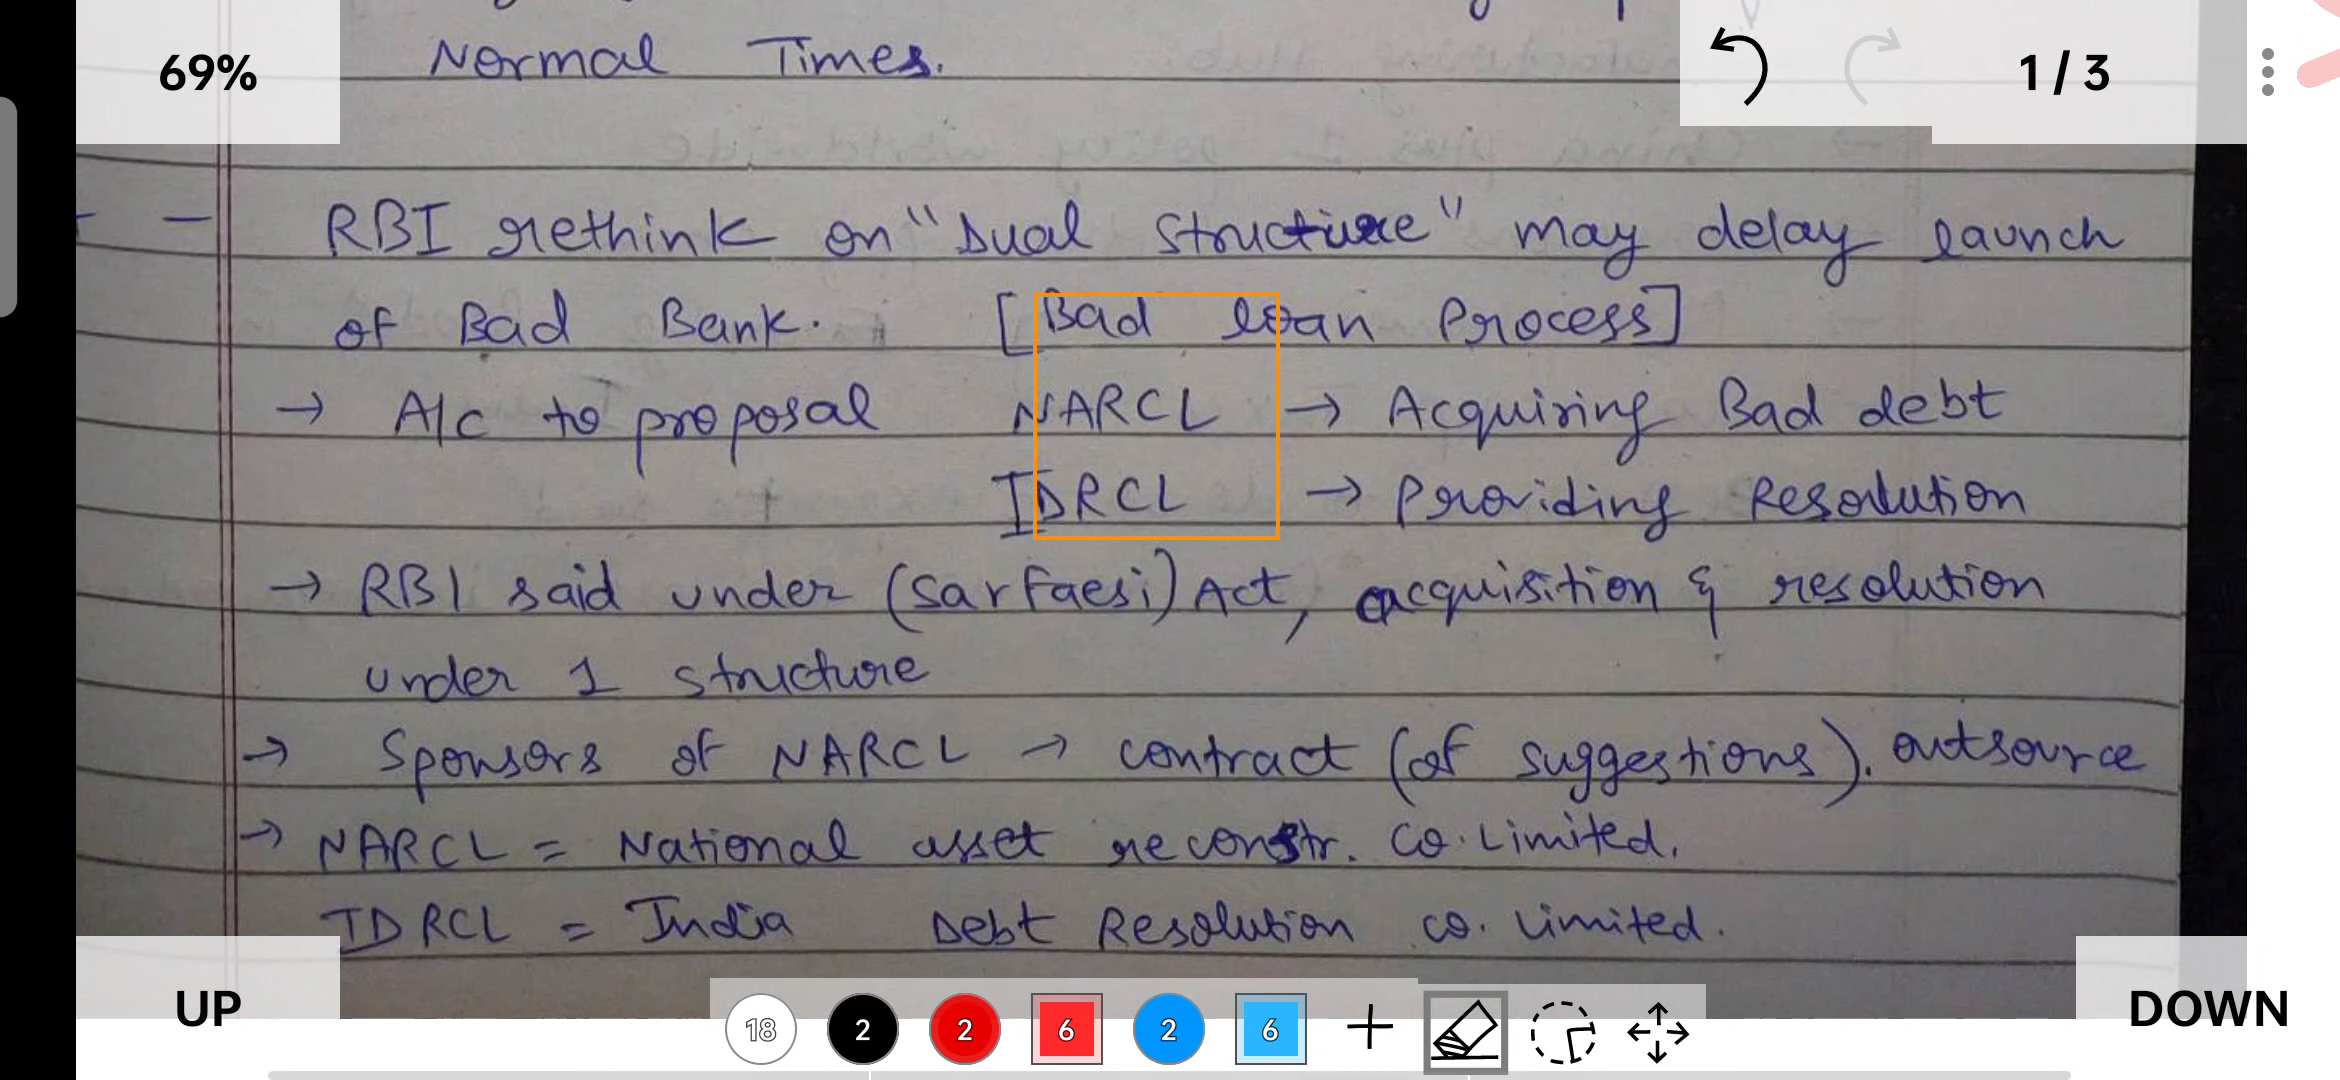 69%
1 / 3
Normal Times.
- RBI rethink on "Dual Structure" may delay launch
of Bad Bank. [Bad loan Process]
→ A/c to proposal NARCL → Acquiring Bad debt
IDRCL → Providing Resolution
→ RBI said under (Sarfaesi) Act, acquisition & resolution
under 1 structure
→ Sponsors of NARCL → contract (of suggestions). outsource
→ NARCL = National asset reconstr. Co. Limited.
IDRCL = India Debt Resolution co. Limited.
UP
DOWN
18 2 2 6 2 6